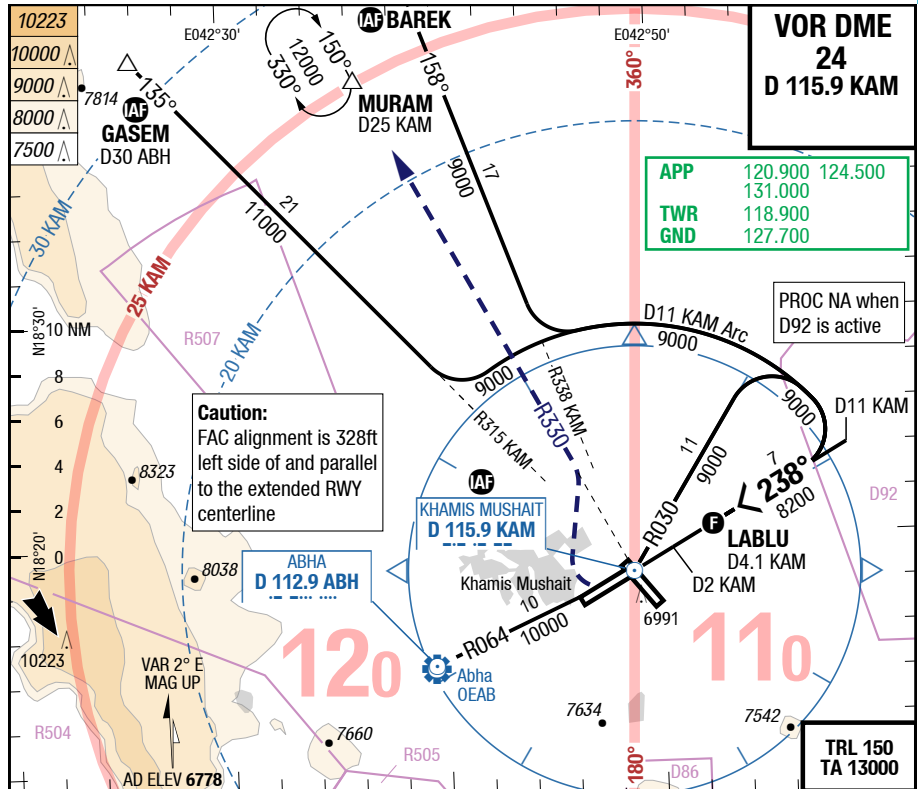 10223
10000
9000
8000
7500
E042°30'
E042°50'
VOR DME
24
D 115.9 KAM
IAF BAREK
150°
12000
330°
158°
360°
7814
135°
IAF
GASEM
D30 ABH
MURAM
D25 KAM
17
9000
21
11000
APP 120.900 124.500
131.000
TWR 118.900
GND 127.700
30 KAM
25 KAM
20 KAM
R507
N18°30'
10 NM
8
6
4
2
0
N18°20'
PROC NA when
D92 is active
D11 KAM Arc
9000
9000
9000
D11 KAM
R338 KAM
R315 KAM
R330
Caution:
FAC alignment is 328ft
left side of and parallel
to the extended RWY
centerline
8323
8038
IAF
KHAMIS MUSHAIT
D 115.9 KAM
11
9000
R030
7
238°
8200
D92
F
LABLU
D4.1 KAM
D2 KAM
ABHA
D 112.9 ABH
Khamis Mushait
10
R064
10000
6991
120
110
10223
VAR 2° E
MAG UP
Abha
OEAB
7634
7542
7660
R504
R505
AD ELEV 6778
180°
D86
TRL 150
TA 13000